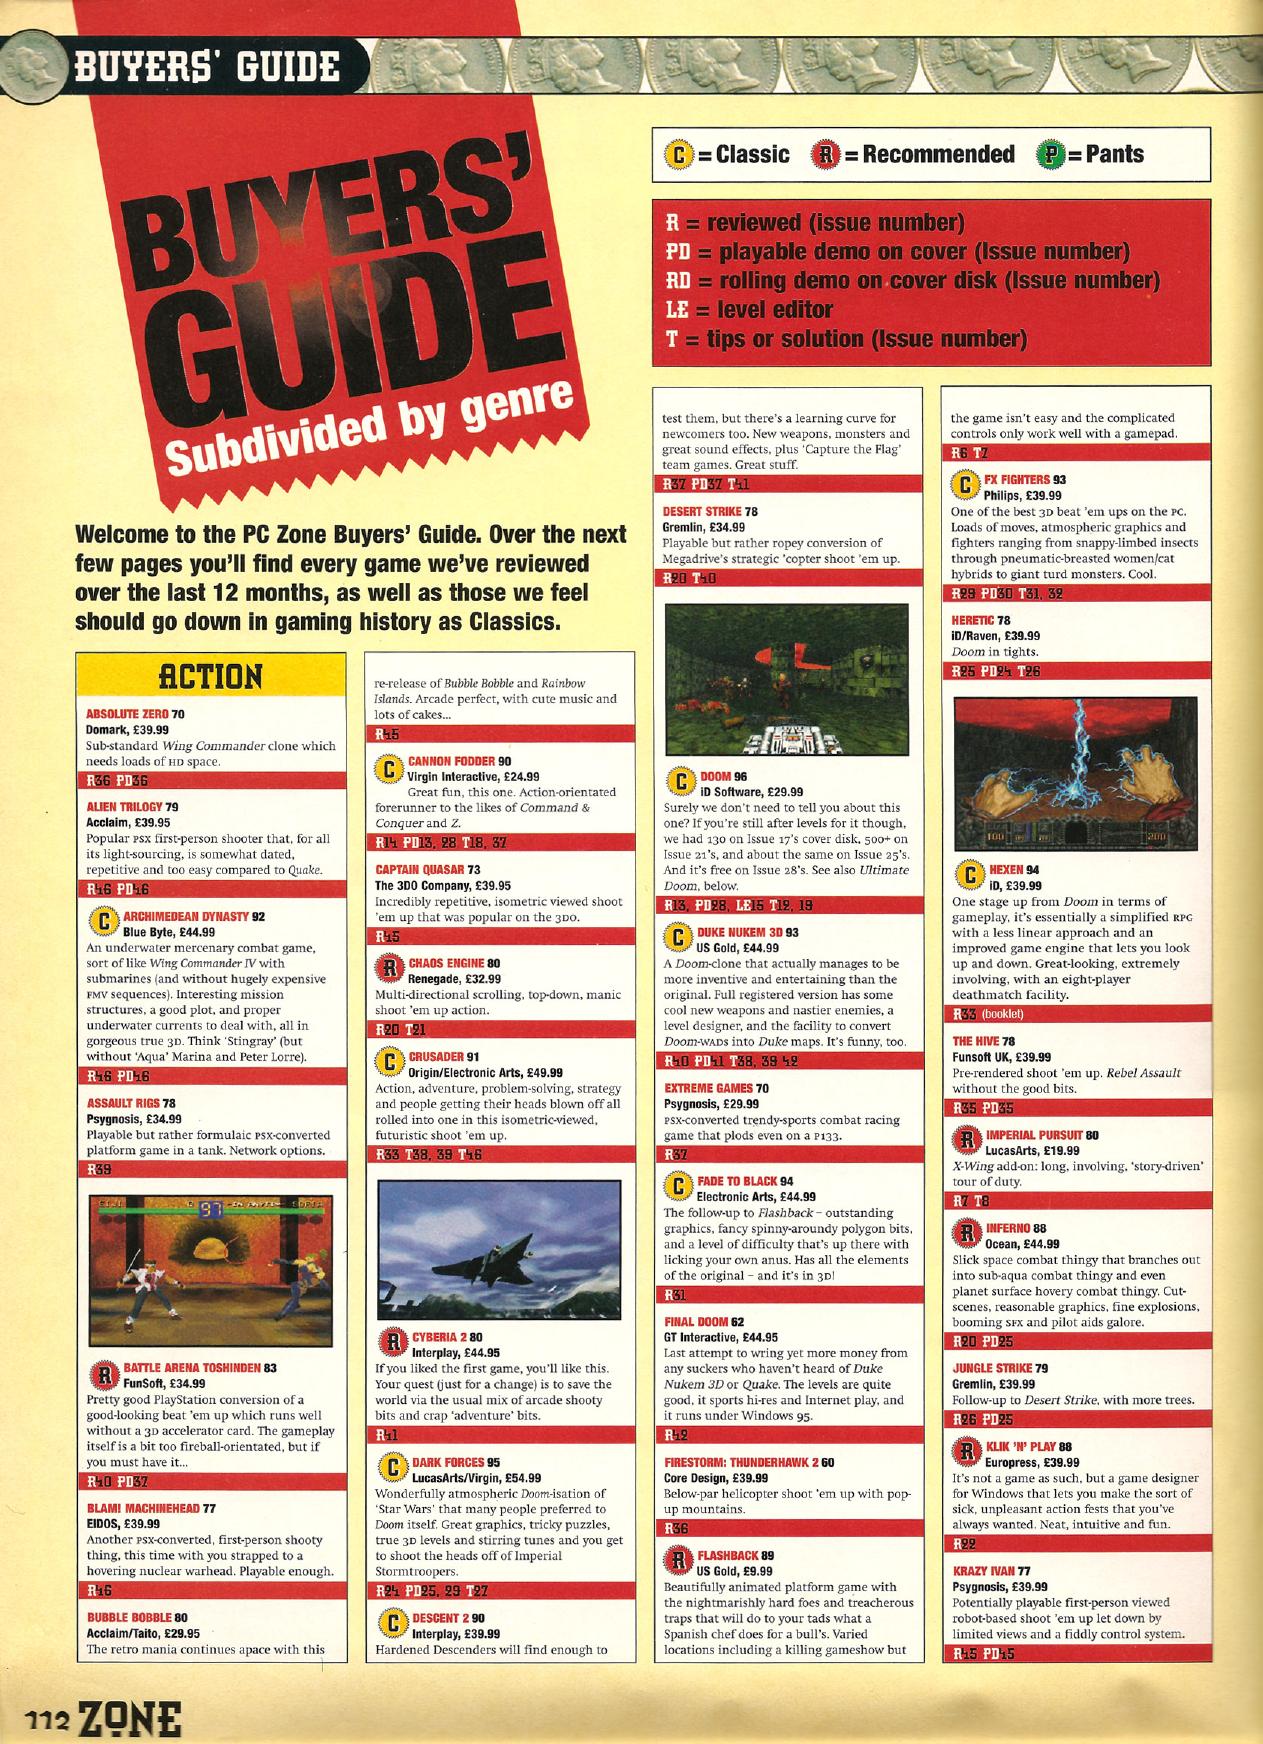 BUYERS' GUIDE
BUYERS'
GUIDE
Subdivided by genre
C = Classic R = Recommended P = Pants
R = reviewed (issue number)
PD = playable demo on cover (Issue number)
RD = rolling demo on cover disk (Issue number)
LE = level editor
T = tips or solution (Issue number)
Welcome to the PC Zone Buyers' Guide. Over the next
few pages you'll find every game we've reviewed
over the last 12 months, as well as those we feel
should go down in gaming history as Classics.
ACTION
ABSOLUTE ZERO 70
Domark, £39.99
Sub-standard Wing Commander clone which
needs loads of HD space.
R36 PD36
ALIEN TRILOGY 79
Acclaim, £39.95
Popular PSX first-person shooter that, for all
its light-sourcing, is somewhat dated,
repetitive and too easy compared to Quake.
R46 PD46
C ARCHIMEDEAN DYNASTY 92
Blue Byte, £44.99
An underwater mercenary combat game,
sort of like Wing Commander IV with
submarines (and without hugely expensive
FMV sequences). Interesting mission
structures, a good plot, and proper
underwater currents to deal with, all in
gorgeous true 3D. Think 'Stingray' (but
without 'Aqua' Marina and Peter Lorre).
R46 PD46
ASSAULT RIGS 78
Psygnosis, £34.99
Playable but rather formulaic PSX-converted
platform game in a tank. Network options.
R39
EIJI 97 SOFIA
R BATTLE ARENA TOSHINDEN 83
FunSoft, £34.99
Pretty good PlayStation conversion of a
good-looking beat 'em up which runs well
without a 3D accelerator card. The gameplay
itself is a bit too fireball-orientated, but if
you must have it...
R40 PD37
BLAM! MACHINEHEAD 77
EIDOS, £39.99
Another PSX-converted, first-person shooty
thing, this time with you strapped to a
hovering nuclear warhead. Playable enough.
R46
BUBBLE BOBBLE 80
Acclaim/Taito, £29.95
The retro mania continues apace with this
re-release of Bubble Bobble and Rainbow
Islands. Arcade perfect, with cute music and
lots of cakes...
R45
C CANNON FODDER 90
Virgin Interactive, £24.99
Great fun, this one. Action-orientated
forerunner to the likes of Command &
Conquer and Z.
R14 PD13, 28 T18, 37
CAPTAIN QUASAR 73
The 3DO Company, £39.95
Incredibly repetitive, isometric viewed shoot
'em up that was popular on the 3DO.
R45
R CHAOS ENGINE 80
Renegade, £32.99
Multi-directional scrolling, top-down, manic
shoot 'em up action.
R20 T21
C CRUSADER 91
Origin/Electronic Arts, £49.99
Action, adventure, problem-solving, strategy
and people getting their heads blown off all
rolled into one in this isometric-viewed,
futuristic shoot 'em up.
R33 T38, 39 T46
R CYBERIA 2 80
Interplay, £44.95
If you liked the first game, you'll like this.
Your quest (just for a change) is to save the
world via the usual mix of arcade shooty
bits and crap 'adventure' bits.
R41
C DARK FORCES 95
LucasArts/Virgin, £54.99
Wonderfully atmospheric Doom-isation of
'Star Wars' that many people preferred to
Doom itself. Great graphics, tricky puzzles,
true 3D levels and stirring tunes and you get
to shoot the heads off of Imperial
Stormtroopers.
R24 PD25, 29 T27
C DESCENT 2 90
Interplay, £39.99
Hardened Descenders will find enough to
test them, but there's a learning curve for
newcomers too. New weapons, monsters and
great sound effects, plus 'Capture the Flag'
team games. Great stuff.
R37 PD37 T41
DESERT STRIKE 78
Gremlin, £34.99
Playable but rather ropey conversion of
Megadrive's strategic 'copter shoot 'em up.
R20 T40
C DOOM 96
iD Software, £29.99
Surely we don't need to tell you about this
one? If you're still after levels for it though,
we had 130 on Issue 17's cover disk, 500+ on
Issue 21's, and about the same on Issue 25's.
And it's free on Issue 28's. See also Ultimate
Doom, below.
R13, PD28, LE15 T12, 19
C DUKE NUKEM 3D 93
US Gold, £44.99
A Doom-clone that actually manages to be
more inventive and entertaining than the
original. Full registered version has some
cool new weapons and nastier enemies, a
level designer, and the facility to convert
Doom-WADs into Duke maps. It's funny, too.
R40 PD41 T38, 39 42
EXTREME GAMES 70
Psygnosis, £29.99
PSX-converted trendy-sports combat racing
game that plods even on a P133.
R37
C FADE TO BLACK 94
Electronic Arts, £44.99
The follow-up to Flashback – outstanding
graphics, fancy spinny-aroundy polygon bits,
and a level of difficulty that's up there with
licking your own anus. Has all the elements
of the original – and it's in 3D!
R31
FINAL DOOM 62
GT Interactive, £44.95
Last attempt to wring yet more money from
any suckers who haven't heard of Duke
Nukem 3D or Quake. The levels are quite
good, it sports hi-res and Internet play, and
it runs under Windows 95.
R42
FIRESTORM: THUNDERHAWK 2 60
Core Design, £39.99
Below-par helicopter shoot 'em up with pop-
up mountains.
R36
R FLASHBACK 89
US Gold, £9.99
Beautifully animated platform game with
the nightmarishly hard foes and treacherous
traps that will do to your tads what a
Spanish chef does for a bull's. Varied
locations including a killing gameshow but
the game isn't easy and the complicated
controls only work well with a gamepad.
R6 T7
C FX FIGHTERS 93
Philips, £39.99
One of the best 3D beat 'em ups on the PC.
Loads of moves, atmospheric graphics and
fighters ranging from snappy-limbed insects
through pneumatic-breasted women/cat
hybrids to giant turd monsters. Cool.
R29 PD30 T31, 32
HERETIC 78
iD/Raven, £39.99
Doom in tights.
R25 PD24 T26
100 200
C HEXEN 94
iD, £39.99
One stage up from Doom in terms of
gameplay, it's essentially a simplified RPG
with a less linear approach and an
improved game engine that lets you look
up and down. Great-looking, extremely
involving, with an eight-player
deathmatch facility.
R33 (booklet)
THE HIVE 78
Funsoft UK, £39.99
Pre-rendered shoot 'em up. Rebel Assault
without the good bits.
R35 PD35
R IMPERIAL PURSUIT 80
LucasArts, £19.99
X-Wing add-on: long, involving, 'story-driven'
tour of duty.
R7 T8
R INFERNO 88
Ocean, £44.99
Slick space combat thingy that branches out
into sub-aqua combat thingy and even
planet surface hovery combat thingy. Cut-
scenes, reasonable graphics, fine explosions,
booming SFX and pilot aids galore.
R20 PD25
JUNGLE STRIKE 79
Gremlin, £39.99
Follow-up to Desert Strike, with more trees.
R26 PD25
R KLIK 'N' PLAY 88
Europress, £39.99
It's not a game as such, but a game designer
for Windows that lets you make the sort of
sick, unpleasant action fests that you've
always wanted. Neat, intuitive and fun.
R22
KRAZY IVAN 77
Psygnosis, £39.99
Potentially playable first-person viewed
robot-based shoot 'em up let down by
limited views and a fiddly control system.
R45 PD45
112 ZONE